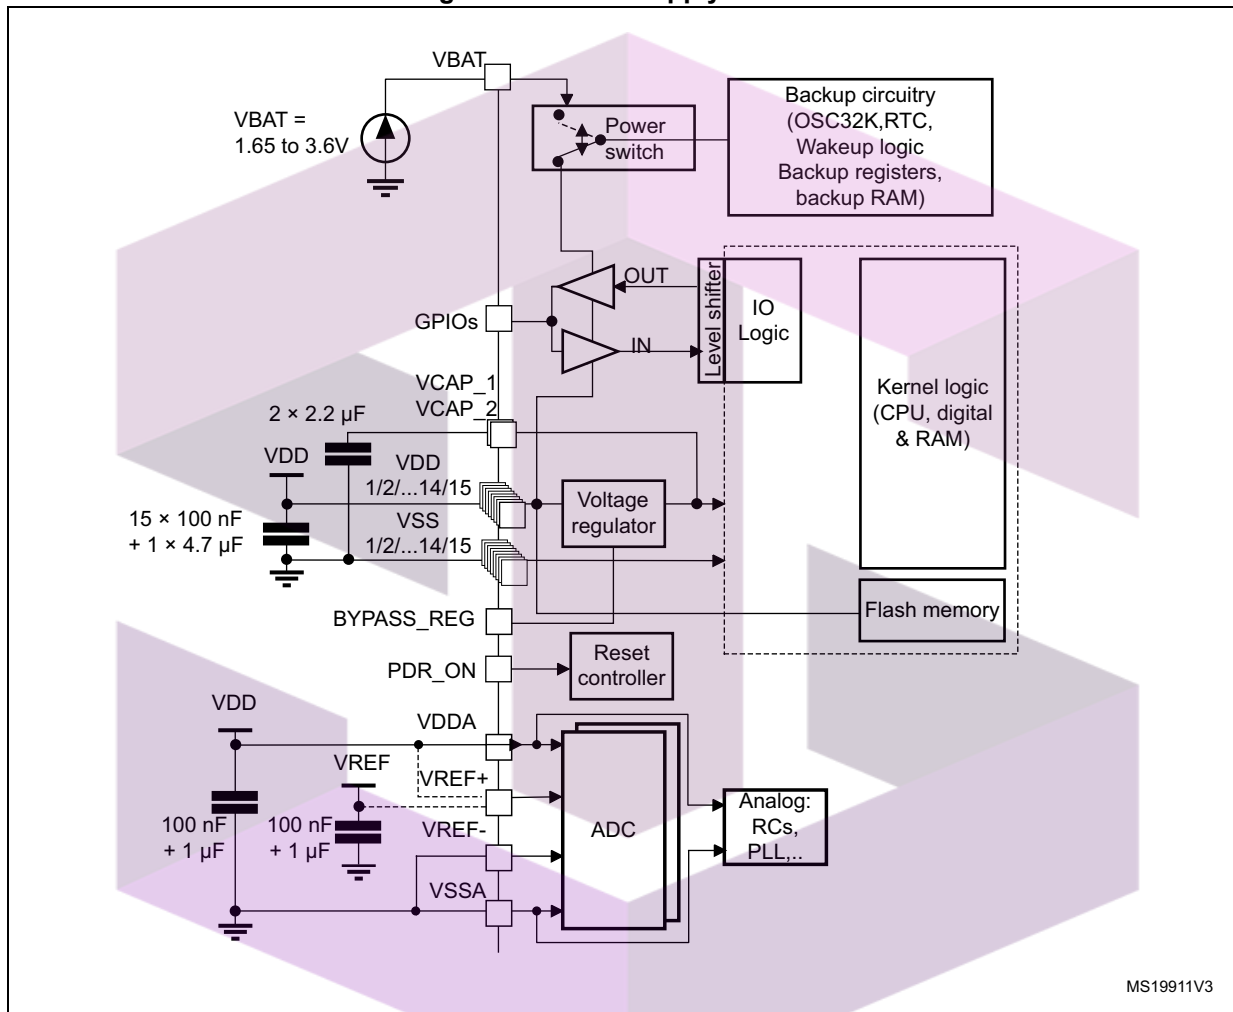 VBAT
VBAT =
1.65 to 3.6V
Power
switch
Backup circuitry
(OSC32K,RTC,
Wakeup logic
Backup registers,
backup RAM)
OUT
GPIOs
IN
Level shifter
IO
Logic
Kernel logic
(CPU, digital
& RAM)
VCAP_1
VCAP_2
2 × 2.2 µF
VDD
VDD
1/2/...14/15
15 × 100 nF
+ 1 × 4.7 µF
VSS
1/2/...14/15
Voltage
regulator
Flash memory
BYPASS_REG
PDR_ON
Reset
controller
VDD
VDDA
VREF
VREF+
100 nF
+ 1 µF
100 nF
+ 1 µF
VREF-
VSSA
ADC
Analog:
RCs,
PLL,..
MS19911V3